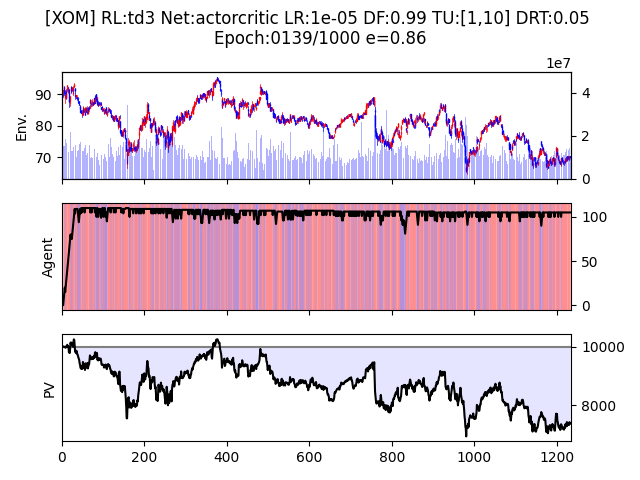 [XOM] RL:td3 Net:actorcritic LR:1e-05 DF:0.99 TU:[1,10] DRT:0.05
Epoch:0139/1000 e=0.86
1e7
Env.
90
80
70
4
2
0
Agent
100
50
0
PV
10000
8000
0 200 400 600 800 1000 1200